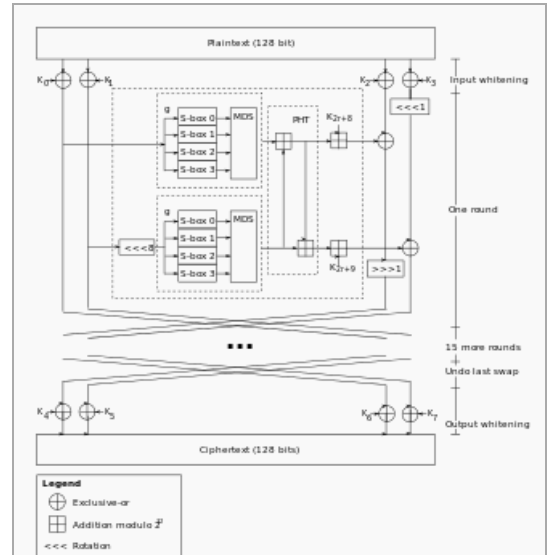 Plaintext (128 bit)
K0 K1 K2 K3 Input whitening
<<<1
g
S-box 0 MDS PHT K2r+8
S-box 1
S-box 2
S-box 3
One round
g
S-box 0 MDS
S-box 1
<<<8
S-box 2
S-box 3 K2r+9 >>>1
15 more rounds
Undo last swap
K4 K5 K6 K7
Output whitening
Ciphertext (128 bits)
Legend
Exclusive-or
Addition modulo 2^32
<<< Rotation